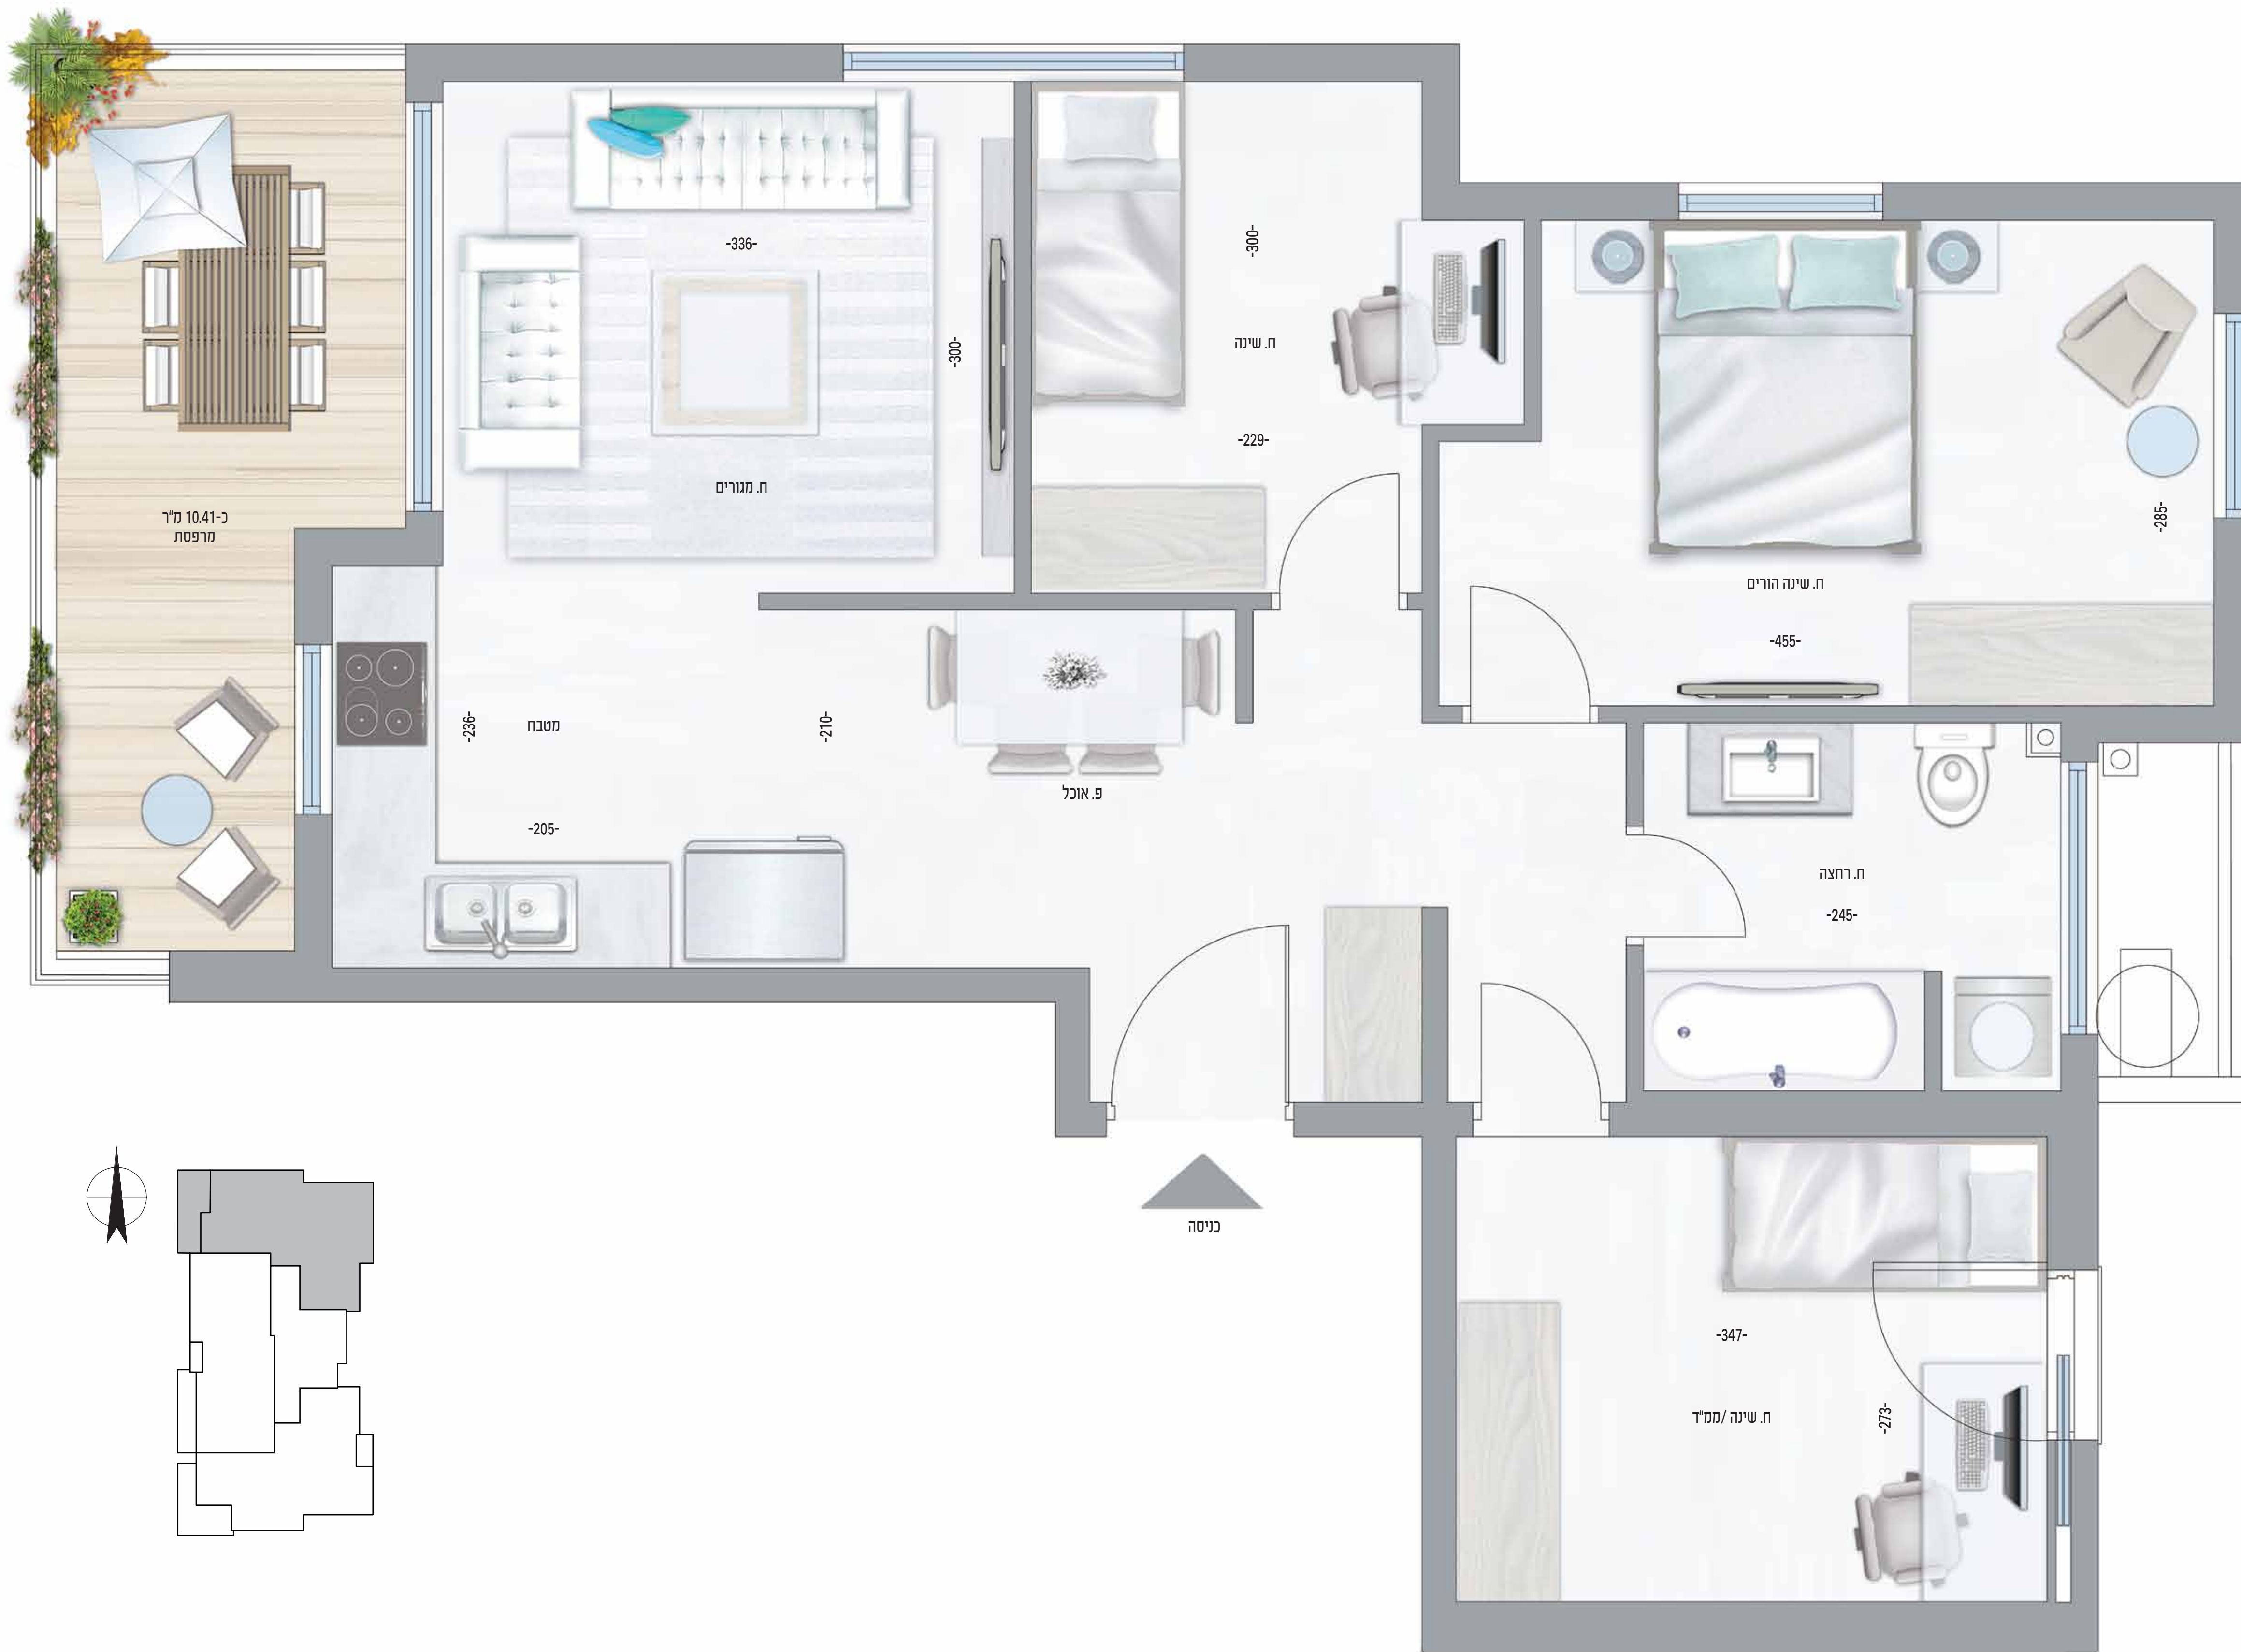 -336-
-300-
ח. מגורים
-300-
ח. שינה
-229-
-285-
ח. שינה הורים
-455-
כ-10.41 מ"ר
מרפסת
-236-
מטבח
-205-
-210-
פ. אוכל
ח. רחצה
-245-
כניסה
-347-
ח. שינה /ממ"ד
-273-